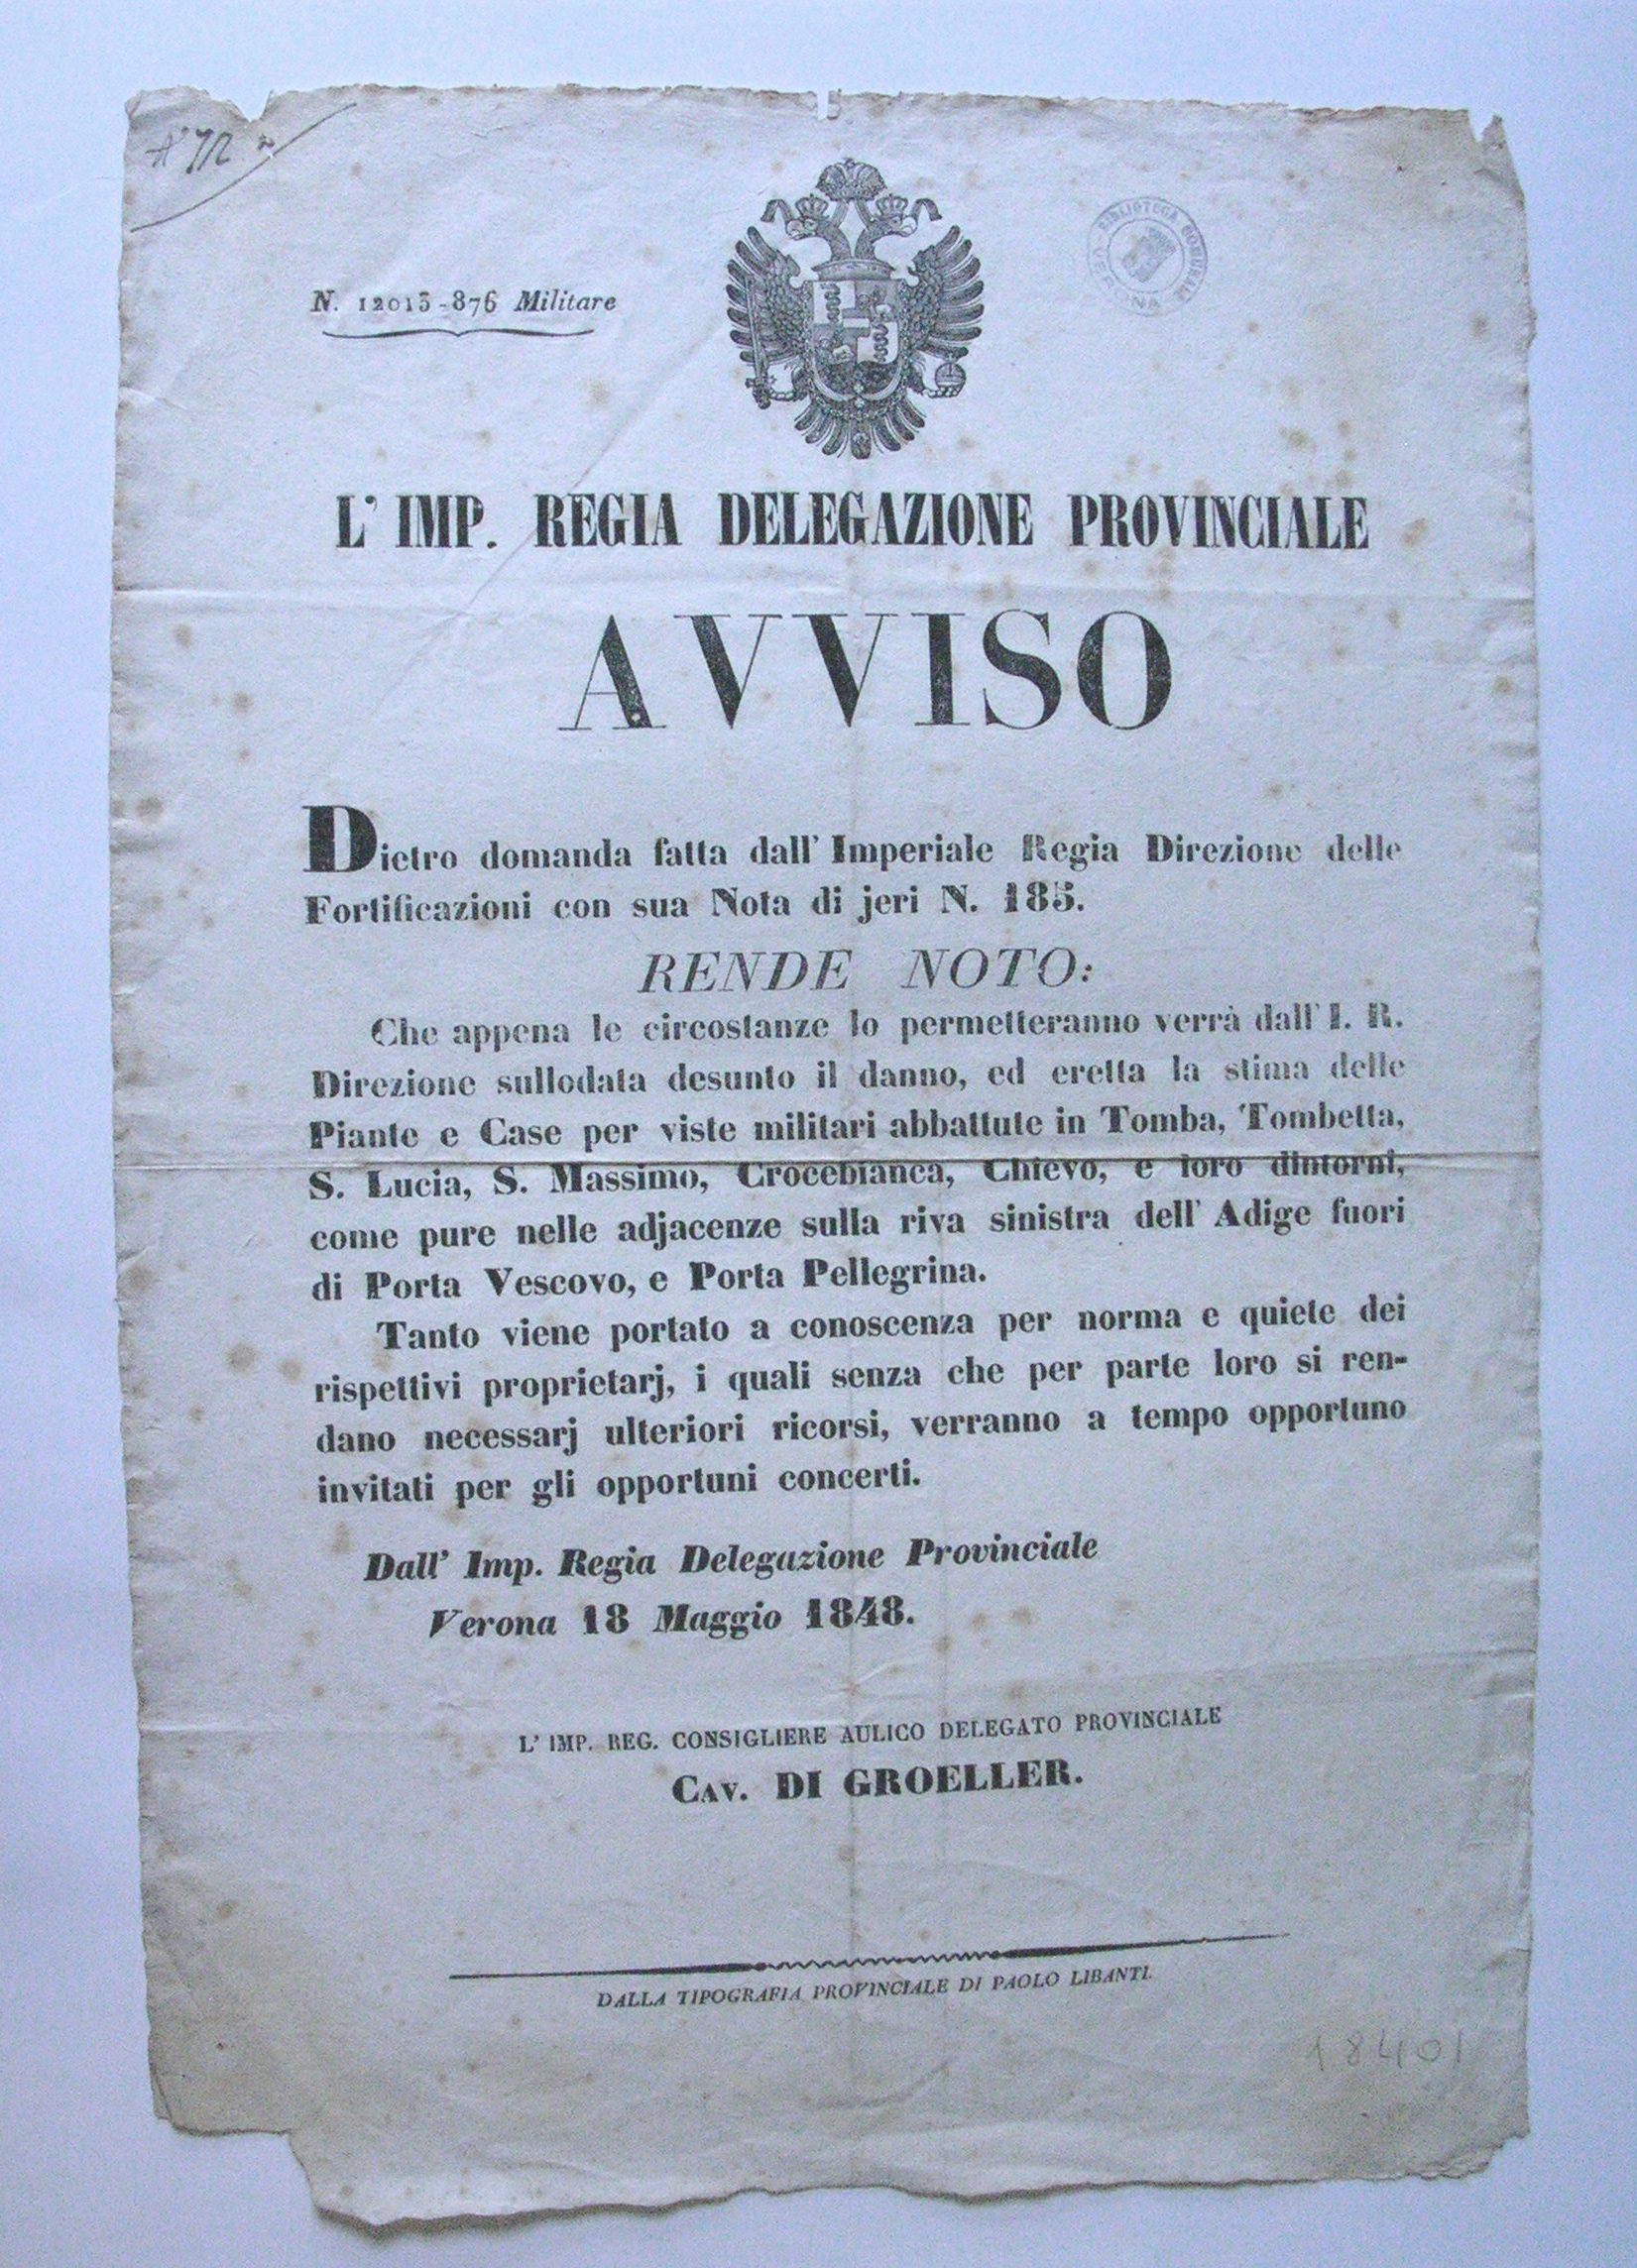 N. 12013-876 Militare
BIBLIOTECA COMUNALE
VERONA
L' IMP. REGIA DELEGAZIONE PROVINCIALE
AVVISO
Dietro domanda fatta dall' Imperiale Regia Direzione delle
Fortificazioni con sua Nota di jeri N. 185.
RENDE NOTO:
Che appena le circostanze lo permetteranno verrà dall' I. R.
Direzione sullodata desunto il danno, ed eretta la stima delle
Piante e Case per viste militari abbattute in Tomba, Tombetta,
S. Lucia, S. Massimo, Crocebianca, Chievo, e loro dintorni,
come pure nelle adjacenze sulla riva sinistra dell' Adige fuori
di Porta Vescovo, e Porta Pellegrina.
Tanto viene portato a conoscenza per norma e quiete dei
rispettivi proprietarj, i quali senza che per parte loro si ren-
dano necessarj ulteriori ricorsi, verranno a tempo opportuno
invitati per gli opportuni concerti.
Dall' Imp. Regia Delegazione Provinciale
Verona 18 Maggio 1848.
L' IMP. REG. CONSIGLIERE AULICO DELEGATO PROVINCIALE
CAV. DI GROELLER.
DALLA TIPOGRAFIA PROVINCIALE DI PAOLO LIBANTI.
18401